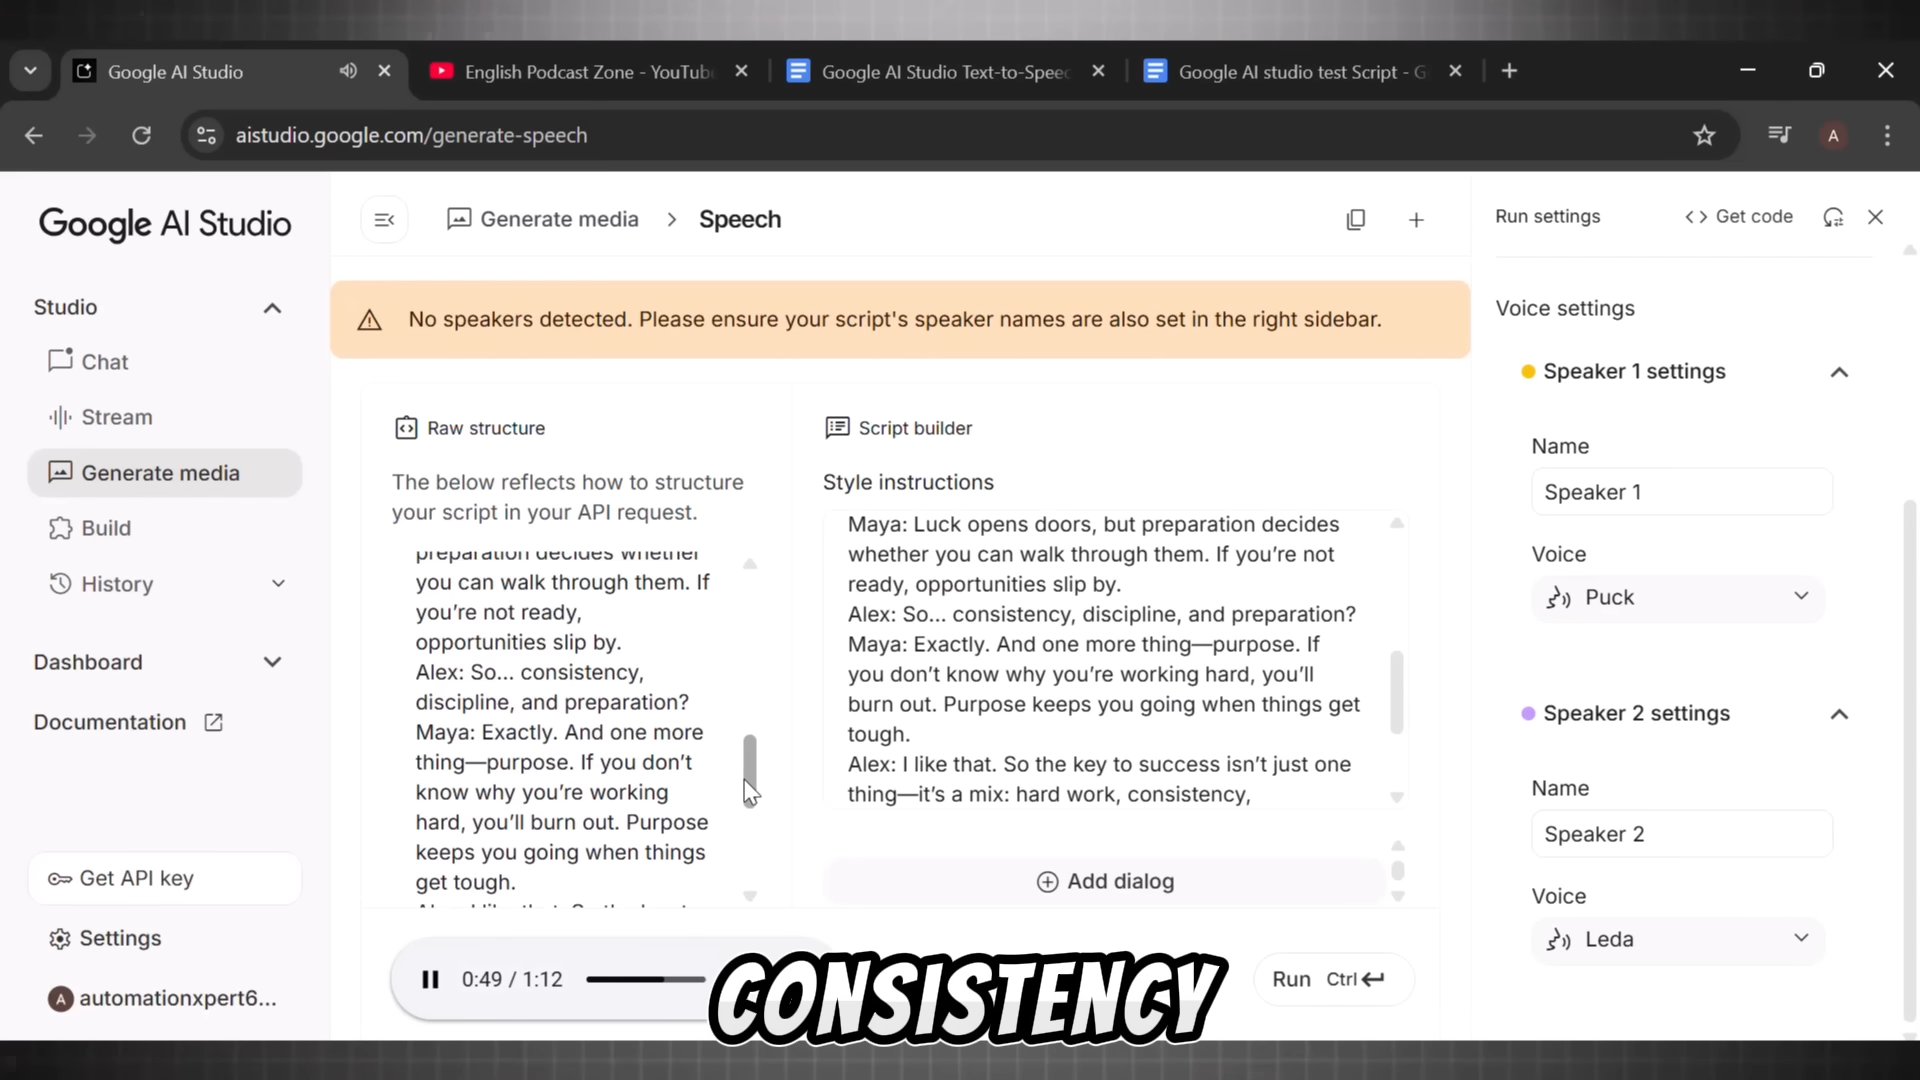 Google AI Studio
English Podcast Zone - YouTub
Google AI Studio Text-to-Speec
Google AI studio test Script - G
aistudio.google.com/generate-speech
A
Google AI Studio
Studio
Chat
Stream
Generate media
Build
History
Dashboard
Documentation
Get API key
Settings
A automationxpert6...
Generate media > Speech
No speakers detected. Please ensure your script's speaker names are also set in the right sidebar.
Raw structure
The below reflects how to structure
your script in your API request.
preparation decides whether
you can walk through them. If
you're not ready,
opportunities slip by.
Alex: So... consistency,
discipline, and preparation?
Maya: Exactly. And one more
thing—purpose. If you don't
know why you're working
hard, you'll burn out. Purpose
keeps you going when things
get tough.
Script builder
Style instructions
Maya: Luck opens doors, but preparation decides
whether you can walk through them. If you're not
ready, opportunities slip by.
Alex: So... consistency, discipline, and preparation?
Maya: Exactly. And one more thing—purpose. If
you don't know why you're working hard, you'll
burn out. Purpose keeps you going when things get
tough.
Alex: I like that. So the key to success isn't just one
thing—it's a mix: hard work, consistency,
Add dialog
0:49 / 1:12
CONSISTENCY
Run Ctrl
Run settings
Get code
Voice settings
Speaker 1 settings
Name
Speaker 1
Voice
Puck
Speaker 2 settings
Name
Speaker 2
Voice
Leda